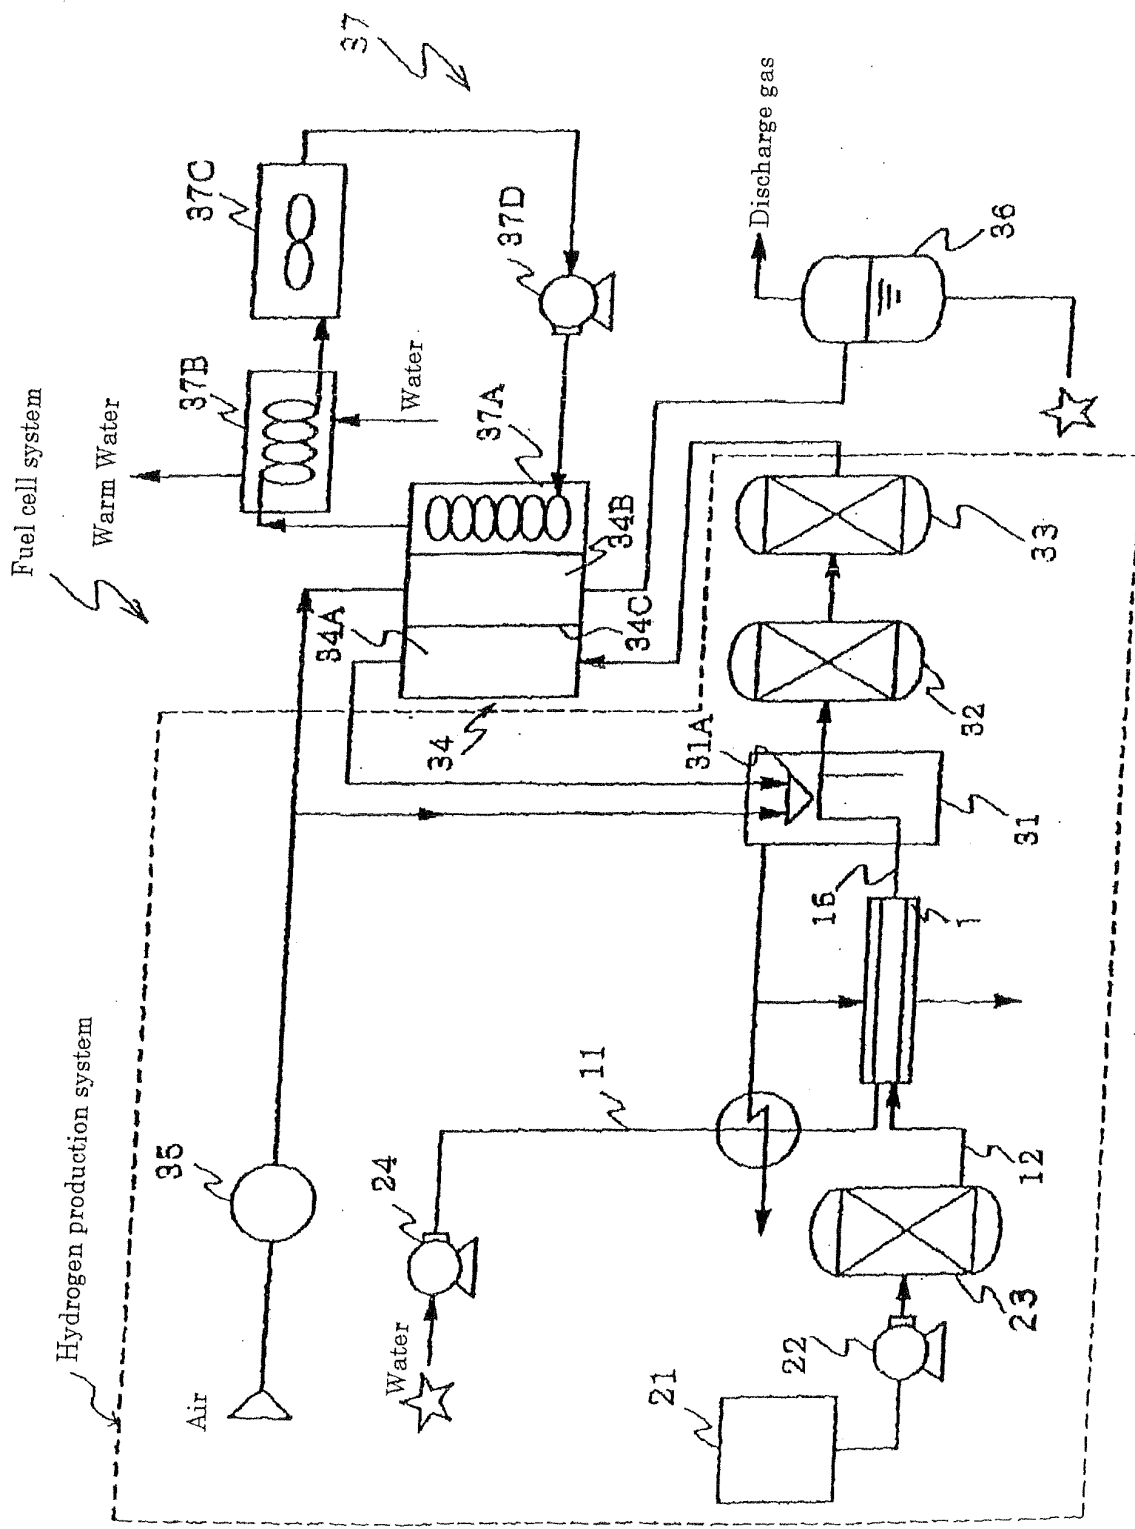 Fuel cell system
Hydrogen production system
Warm Water
35
37B
37C
Air
34A
37
24
Water
Water
34
37A
37D
11
34B
34C
21
31A
Discharge gas
22
15
1
32
36
23
12
31
33